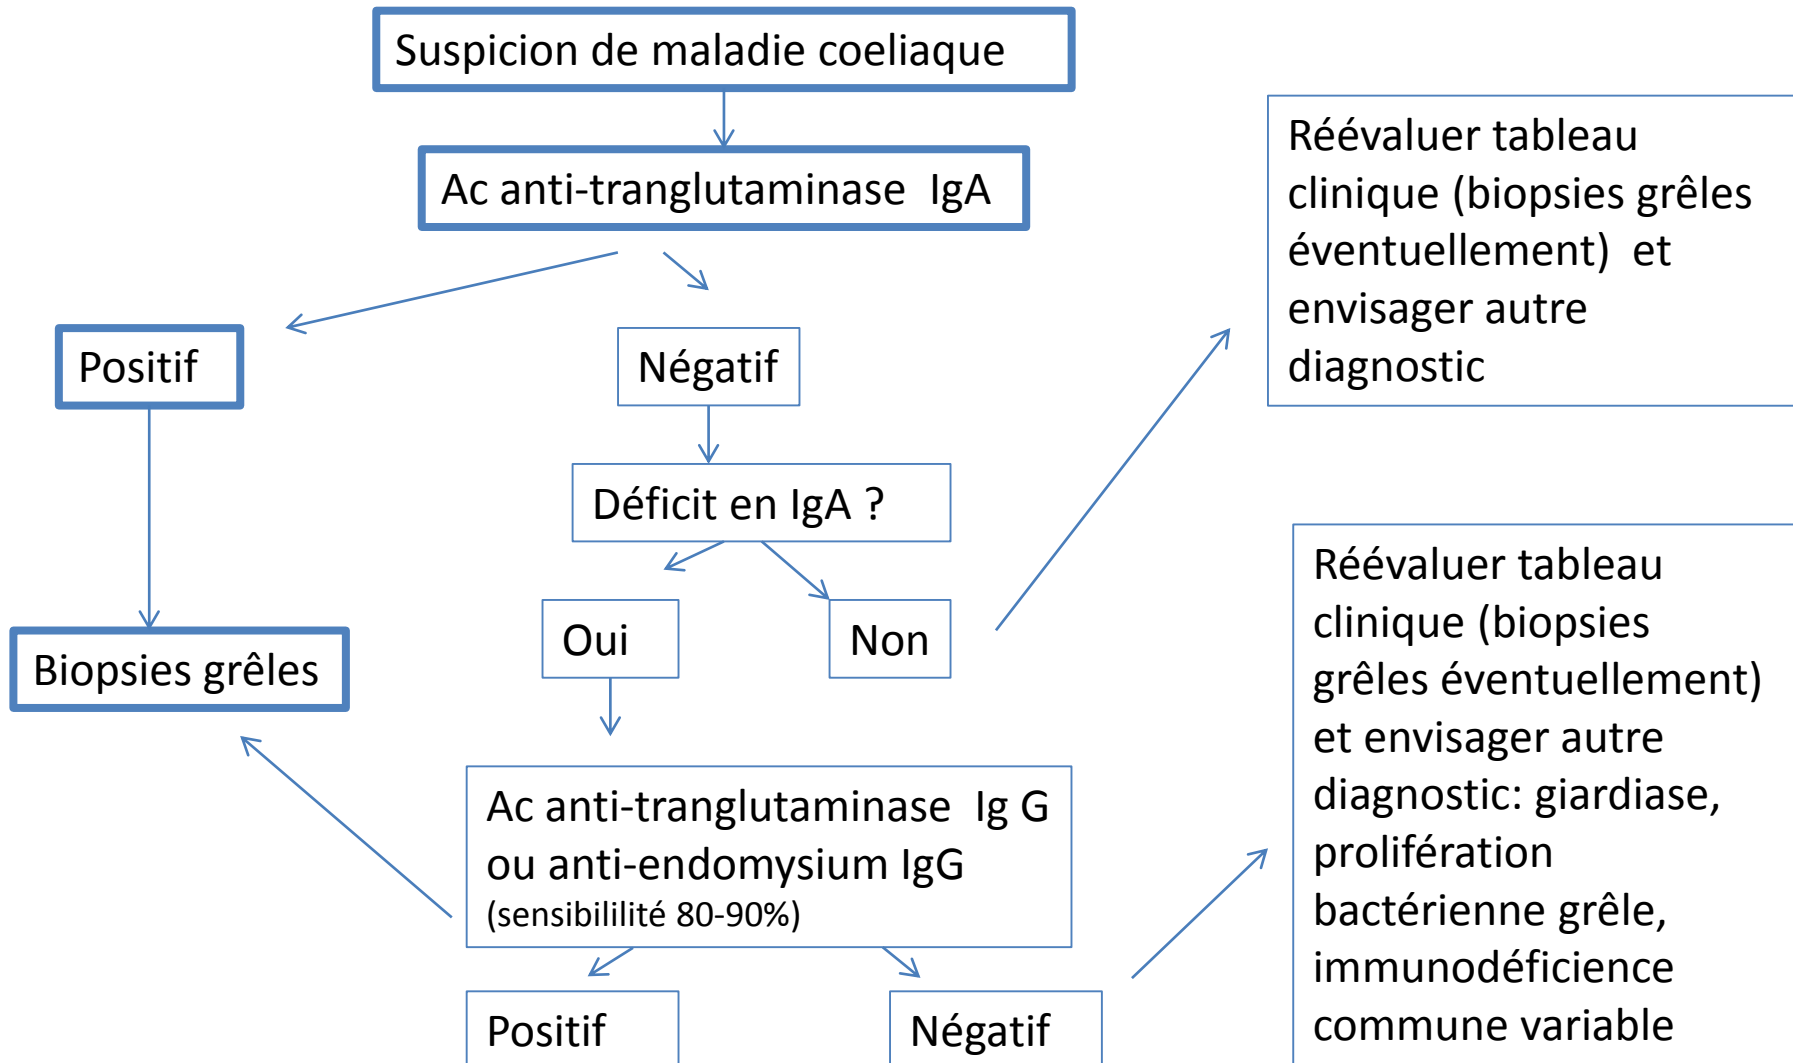 Suspicion de maladie coeliaque
Ac anti-tranglutaminase IgA
Positif
Négatif
Déficit en IgA ?
Oui
Non
Biopsies grêles
Ac anti-tranglutaminase Ig G
ou anti-endomysium IgG
(sensibililité 80-90%)
Positif
Négatif
Réévaluer tableau
clinique (biopsies grêles
éventuellement) et
envisager autre
diagnostic
Réévaluer tableau
clinique (biopsies
grêles éventuellement)
et envisager autre
diagnostic: giardiase,
prolifération
bactérienne grêle,
immunodéficience
commune variable